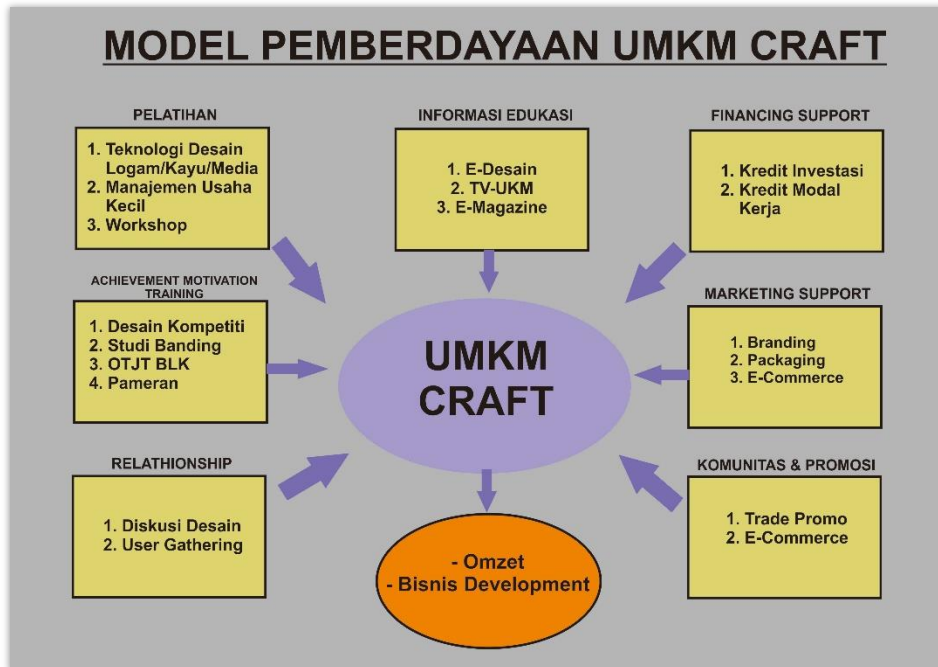 MODEL PEMBERDAYAAN UMKM CRAFT
PELATIHAN
1. Teknologi Desain
Logam/Kayu/Media
2. Manajemen Usaha
Kecil
3. Workshop
INFORMASI EDUKASI
1. E-Desain
2. TV-UKM
3. E-Magazine
FINANCING SUPPORT
1. Kredit Investasi
2. Kredit Modal
Kerja
ACHIEVEMENT MOTIVATION
TRAINING
1. Desain Kompetiti
2. Studi Banding
3. OTJT BLK
4. Pameran
UMKM
CRAFT
MARKETING SUPPORT
1. Branding
2. Packaging
3. E-Commerce
RELATHIONSHIP
1. Diskusi Desain
2. User Gathering
- Omzet
- Bisnis Development
KOMUNITAS & PROMOSI
1. Trade Promo
2. E-Commerce